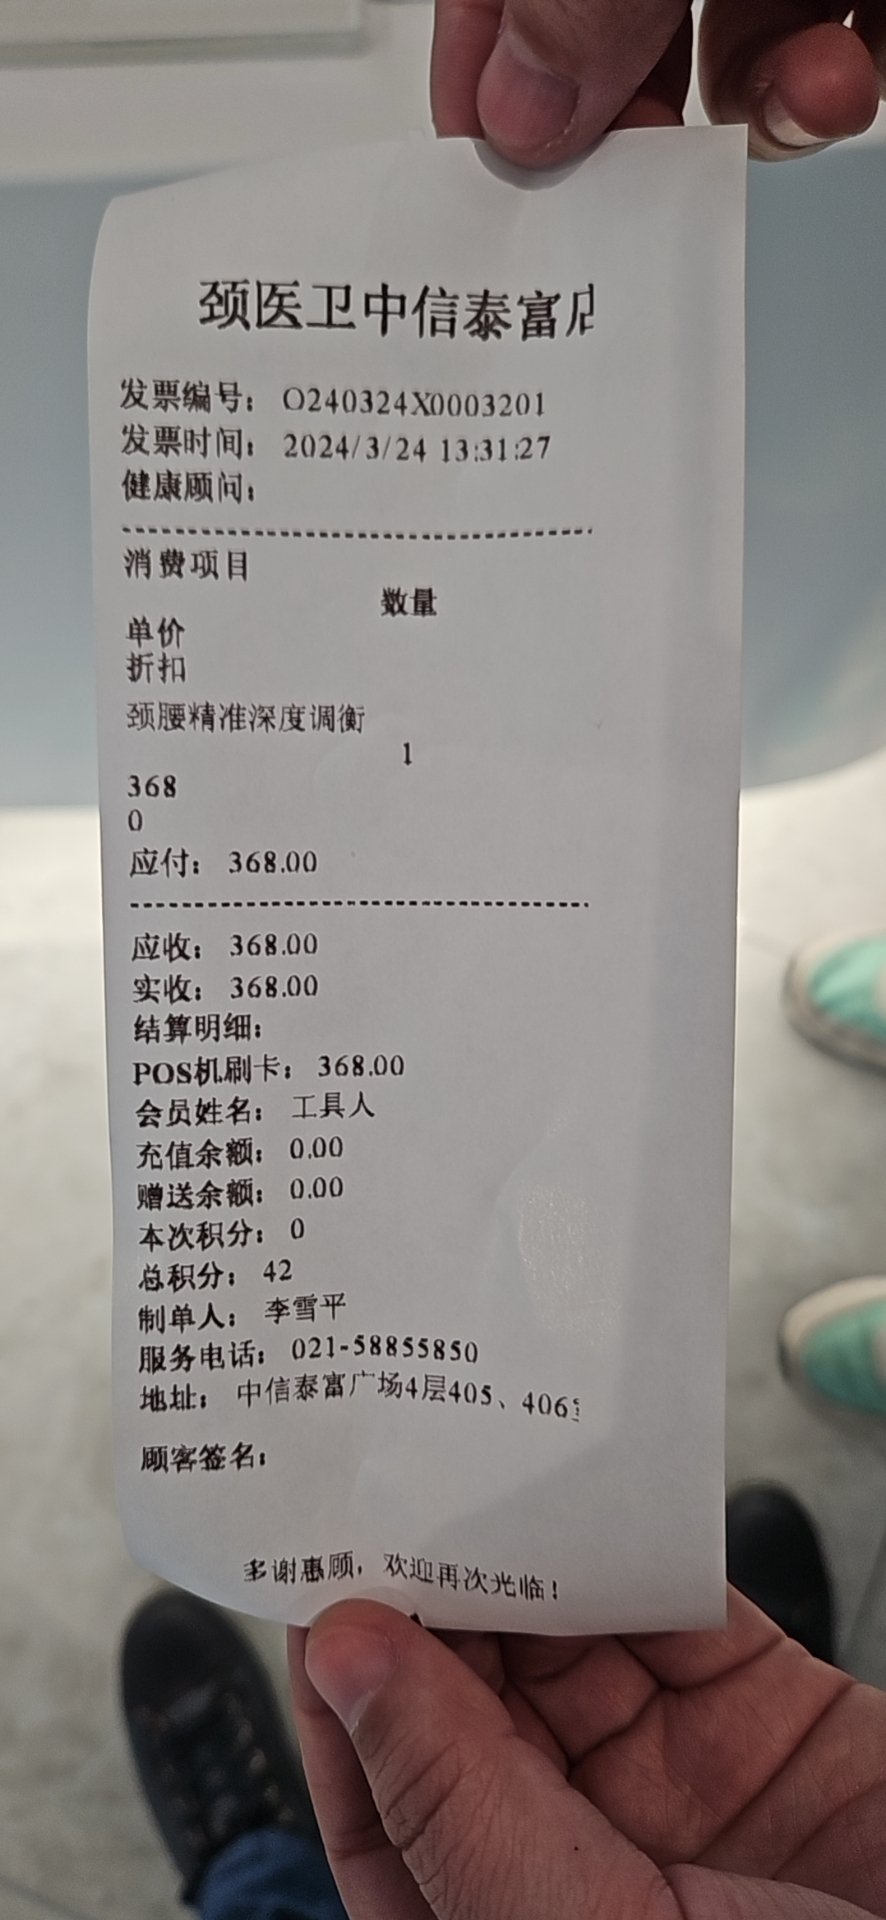 颈医卫中信泰富店
发票编号： O240324X0003201
发票时间： 2024/3/24 13:31:27
健康顾问：
消费项目
数量
单价
折扣
颈腰精准深度调衡
1
368
0
应付： 368.00
应收： 368.00
实收： 368.00
结算明细：
POS机刷卡： 368.00
会员姓名： 工具人
充值余额： 0.00
赠送余额： 0.00
本次积分： 0
总积分： 42
制单人： 李雪平
服务电话： 021-58855850
地址： 中信泰富广场4层405、406
顾客签名：
多谢惠顾，欢迎再次光临！